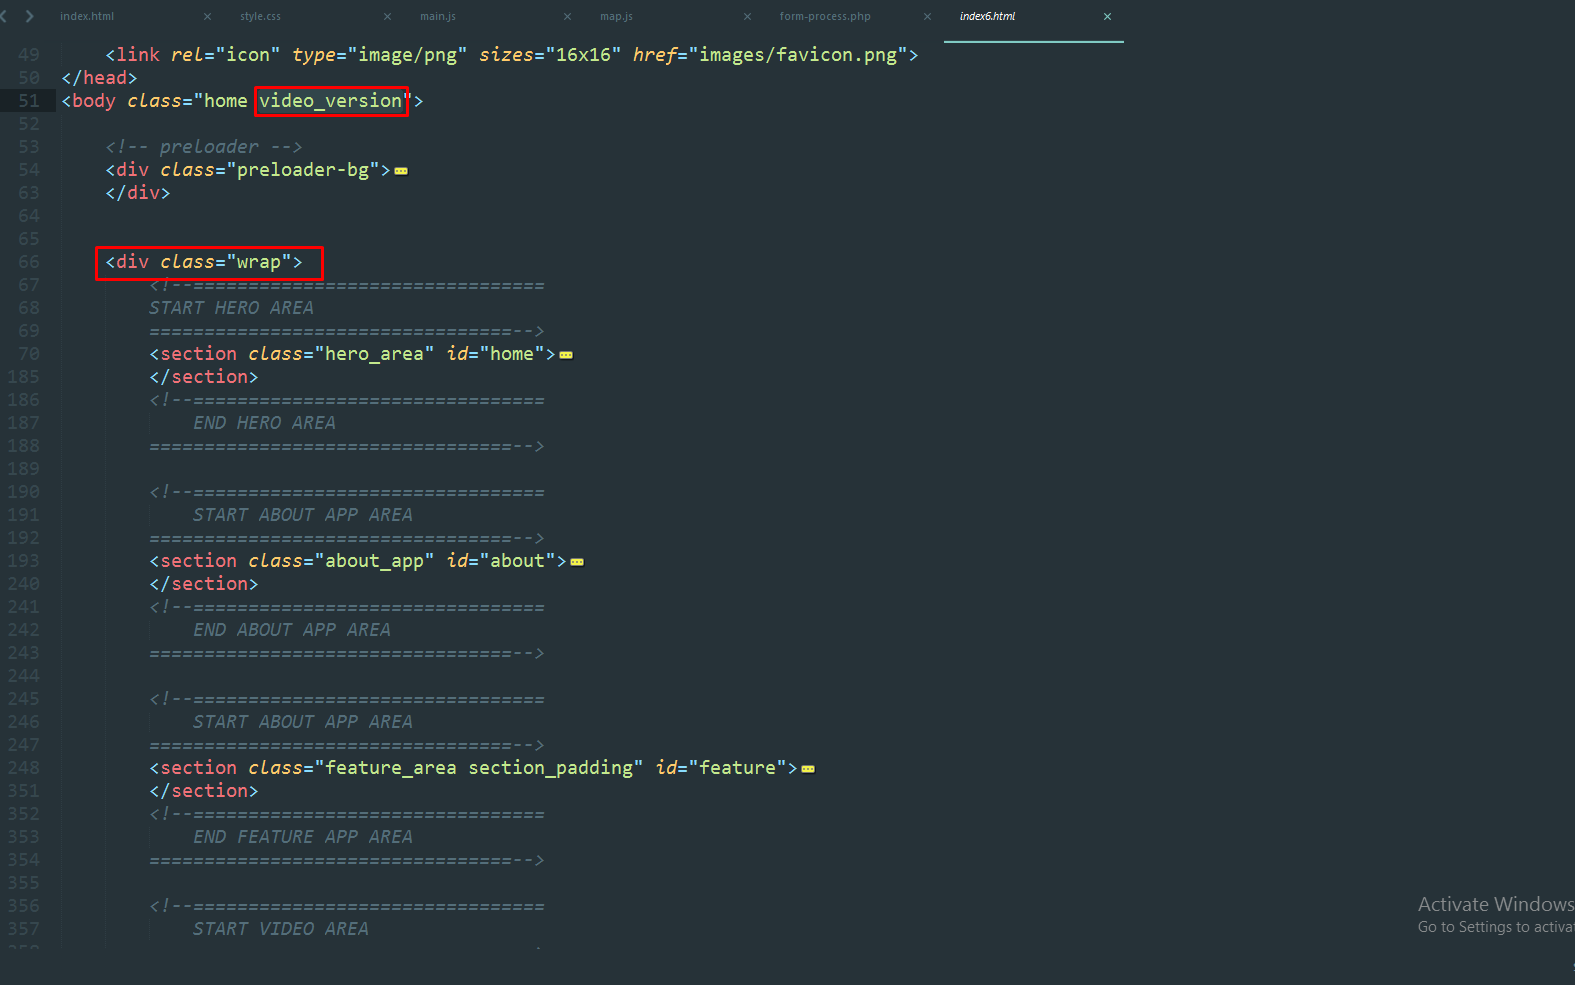 index.html × style.css × main.js × map.js × form-process.php × index6.html ×
49 <link rel="icon" type="image/png" sizes="16x16" href="images/favicon.png">
50 </head>
51 <body class="home video_version">
52
53 <!-- preloader -->
54 <div class="preloader-bg">
63 </div>
64
65
66 <div class="wrap">
67 <!--================================
68 START HERO AREA
69 =================================-->
70 <section class="hero_area" id="home">
185 </section>
186 <!--================================
187 END HERO AREA
188 =================================-->
189
190 <!--================================
191 START ABOUT APP AREA
192 =================================-->
193 <section class="about_app" id="about">
240 </section>
241 <!--================================
242 END ABOUT APP AREA
243 =================================-->
244
245 <!--================================
246 START ABOUT APP AREA
247 =================================-->
248 <section class="feature_area section_padding" id="feature">
351 </section>
352 <!--================================
353 END FEATURE APP AREA
354 =================================-->
355
356 <!--================================
357 START VIDEO AREA
Activate Windows
Go to Settings to activa